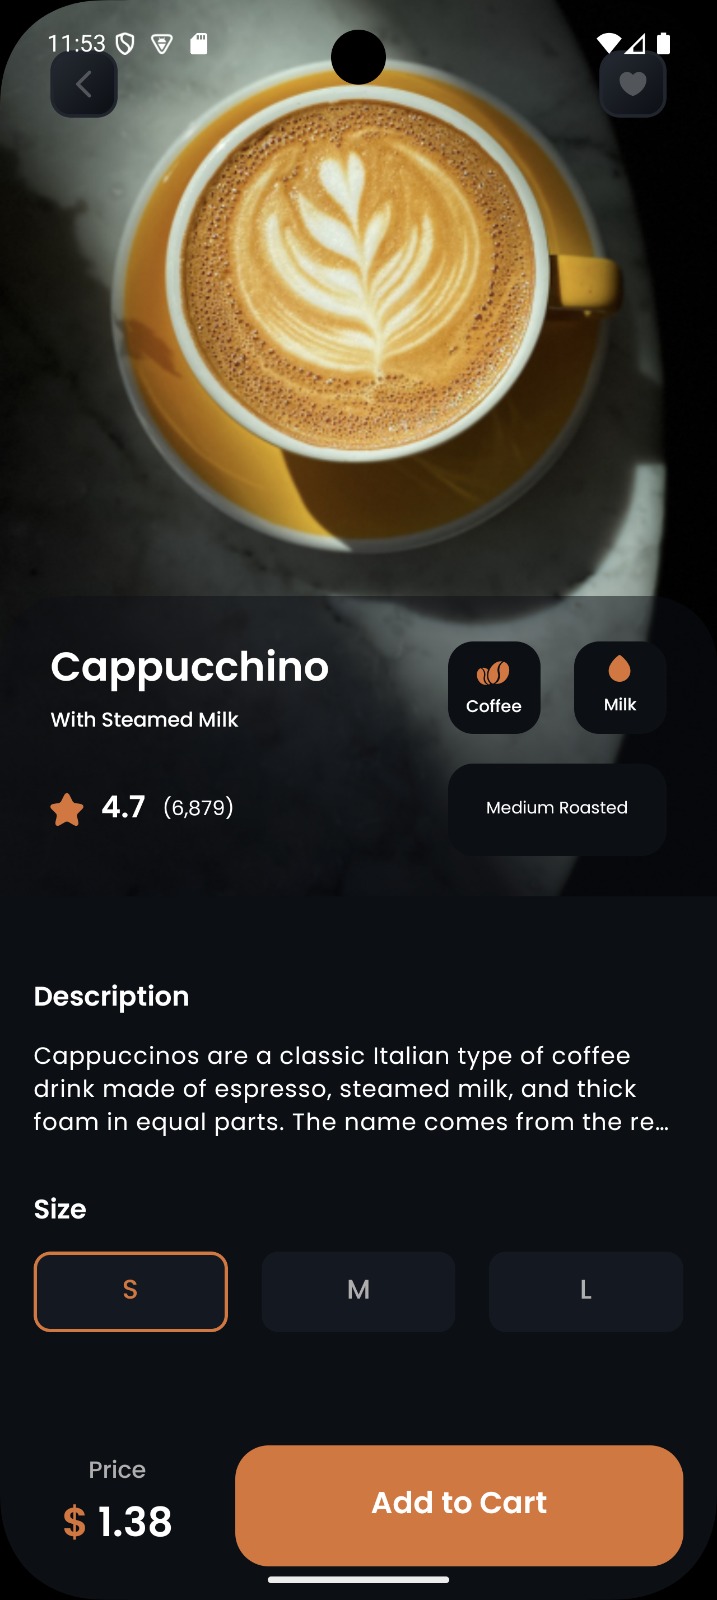 11:53
Cappucchino
With Steamed Milk
Coffee
Milk
4.7 (6,879)
Medium Roasted
Description
Cappuccinos are a classic Italian type of coffee
drink made of espresso, steamed milk, and thick
foam in equal parts. The name comes from the re...
Size
S
M
L
Price
$ 1.38
Add to Cart